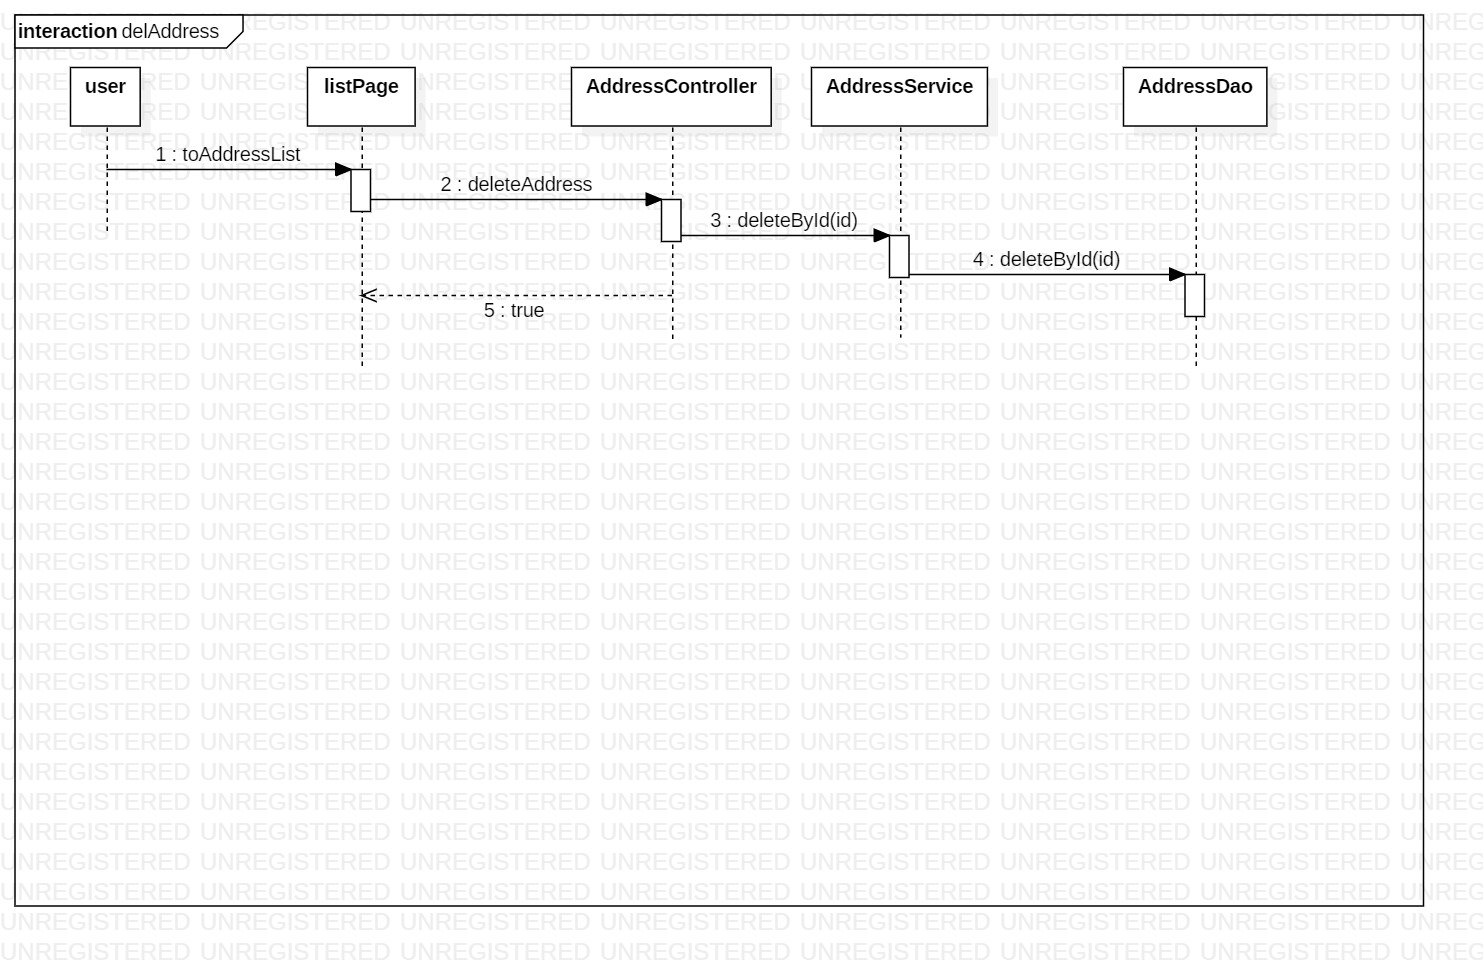 interaction delAddress
user
listPage
AddressController
AddressService
AddressDao
1 : toAddressList
2 : deleteAddress
3 : deleteById(id)
4 : deleteById(id)
5 : true
UNREGISTERED